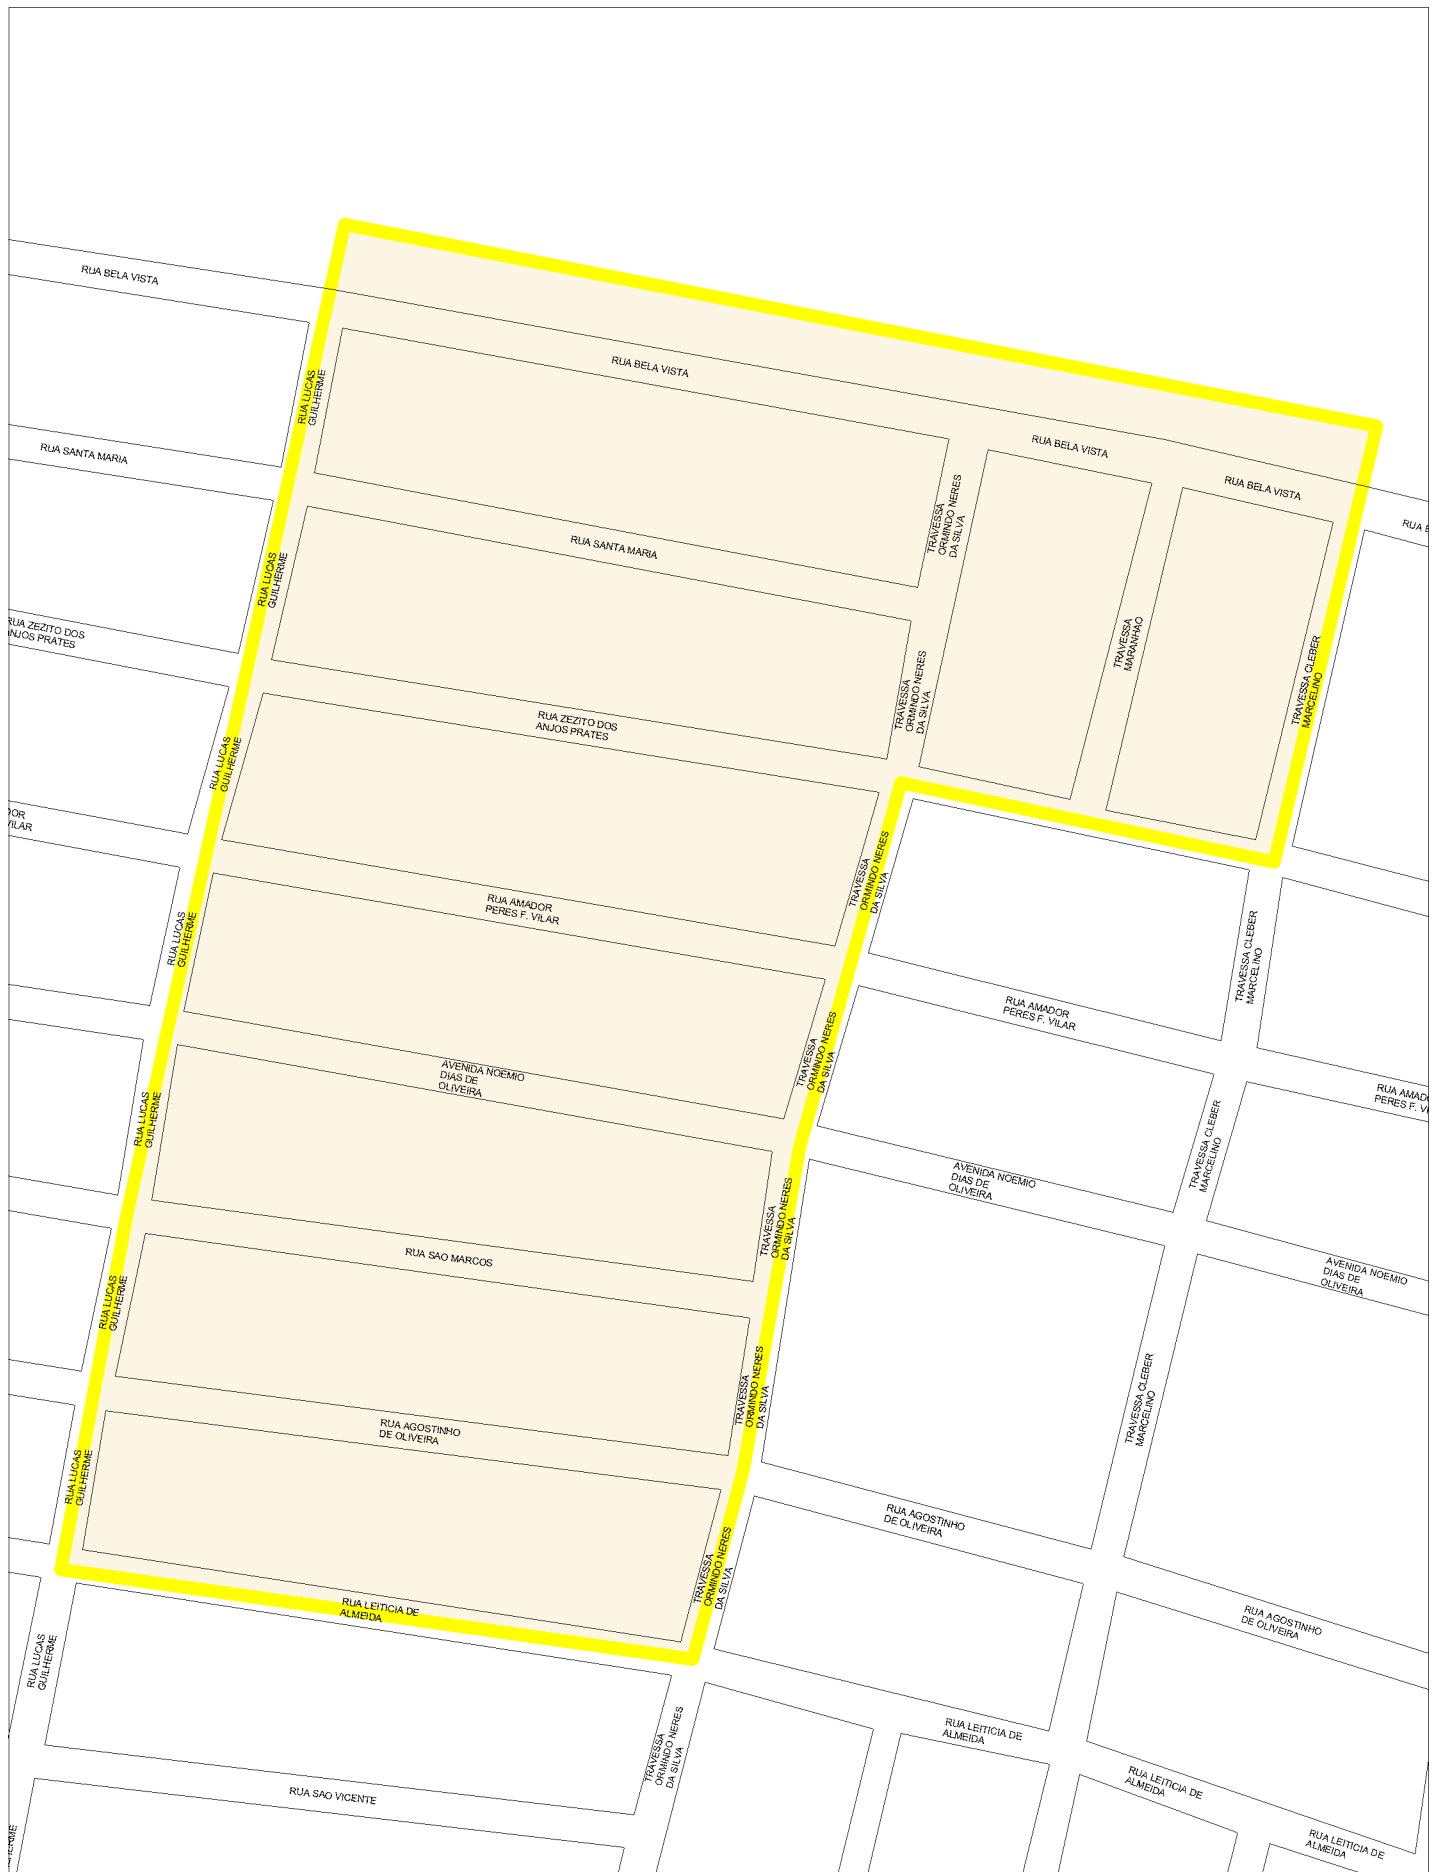 RUA BELA VISTA
RUA BELA VISTA
RUA LUCAS
GUILHERME
RUA BELA VISTA
RUA SANTA MARIA
RUA BELA VISTA
TRAVESSA
ORMINDO NERES
DA SILVA
RUA
RUA SANTA MARIA
RUA LUCAS
GUILHERME
RUA ZEZITO DOS
ANJOS PRATES
TRAVESSA
MARANHAO
TRAVESSA CLEBER
MARCELINO
TRAVESSA
ORMINDO NERES
DA SILVA
RUA ZEZITO DOS
ANJOS PRATES
RUA LUCAS
GUILHERME
DOR
VILAR
TRAVESSA
ORMINDO NERES
DA SILVA
RUA AMADOR
PERES F. VILAR
RUA LUCAS
GUILHERME
TRAVESSA CLEBER
MARCELINO
RUA AMADOR
PERES F. VILAR
TRAVESSA
ORMINDO NERES
DA SILVA
AVENIDA NOEMIO
DIAS DE
OLIVEIRA
RUA AMADO
PERES F. VI
RUA LUCAS
GUILHERME
TRAVESSA CLEBER
MARCELINO
AVENIDA NOEMIO
DIAS DE
OLIVEIRA
TRAVESSA
ORMINDO NERES
DA SILVA
RUA SAO MARCOS
AVENIDA NOEMIO
DIAS DE
OLIVEIRA
RUA LUCAS
GUILHERME
TRAVESSA
ORMINDO NERES
DA SILVA
TRAVESSA CLEBER
MARCELINO
RUA AGOSTINHO
DE OLIVEIRA
RUA LUCAS
GUILHERME
RUA AGOSTINHO
DE OLIVEIRA
TRAVESSA
ORMINDO NERES
DA SILVA
RUA LEITICIA DE
ALMEIDA
RUA AGOSTINHO
DE OLIVEIRA
RUA LUCAS
GUILHERME
RUA LEITICIA DE
ALMEIDA
TRAVESSA
ORMINDO NERES
DA SILVA
RUA LEITICIA DE
ALMEIDA
RUA SAO VICENTE
RUA LEITICIA DE
ALMEIDA
HERME